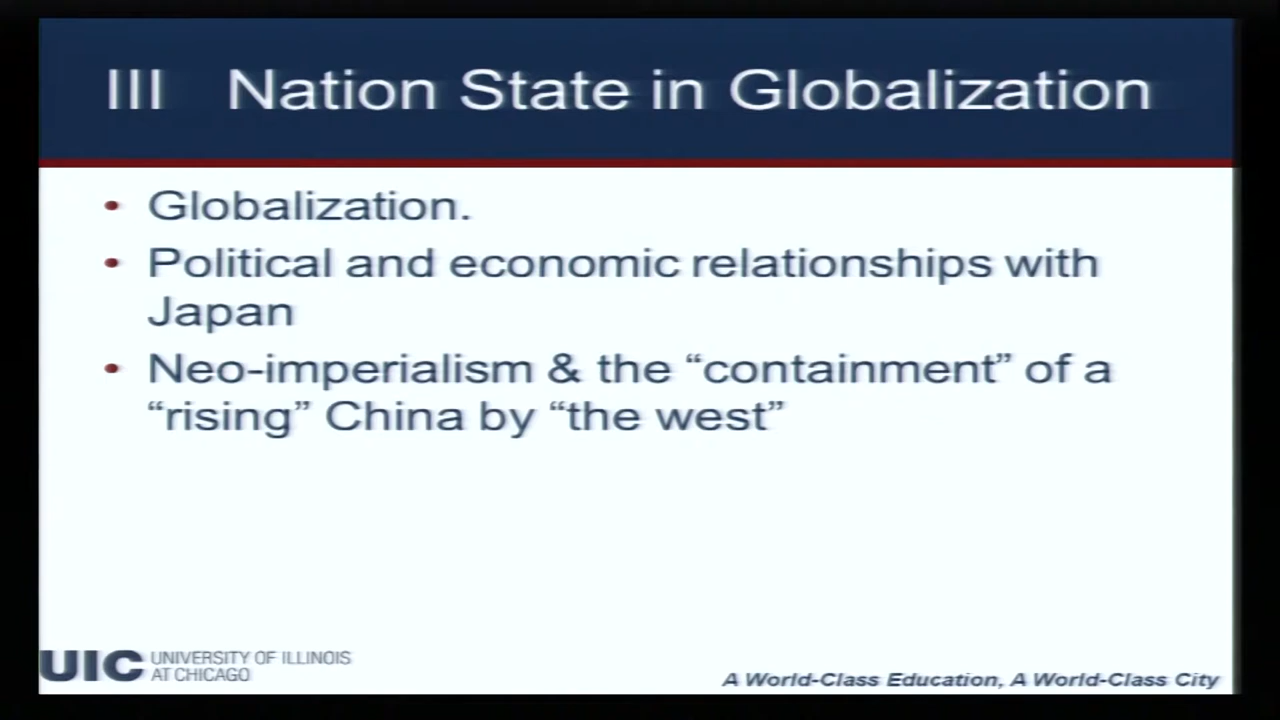 III Nation State in Globalization
• Globalization.
• Political and economic relationships with
Japan
• Neo-imperialism & the “containment” of a
“rising” China by “the west”
UIC UNIVERSITY OF ILLINOIS
AT CHICAGO
A World-Class Education, A World-Class City